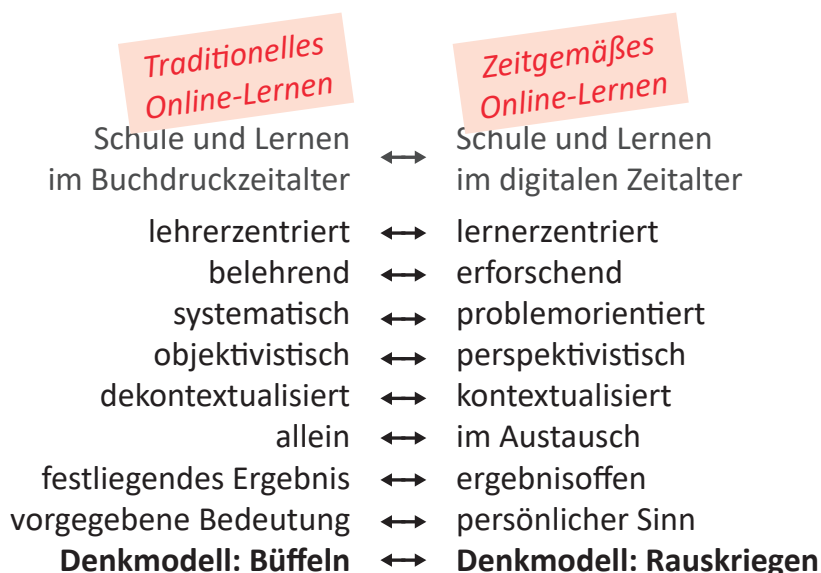 Traditionelles
Online-Lernen
Zeitgemäßes
Online-Lernen
Schule und Lernen
im Buchdruckzeitalter
↔
Schule und Lernen
im digitalen Zeitalter
lehrerzentriert ↔ lernerzentriert
belehrend ↔ erforschend
systematisch ↔ problemorientiert
objektivistisch ↔ perspektivistisch
dekontextualisiert ↔ kontextualisiert
allein ↔ im Austausch
festliegendes Ergebnis ↔ ergebnisoffen
vorgegebene Bedeutung ↔ persönlicher Sinn
Denkmodell: Büffeln ↔ Denkmodell: Rauskriegen